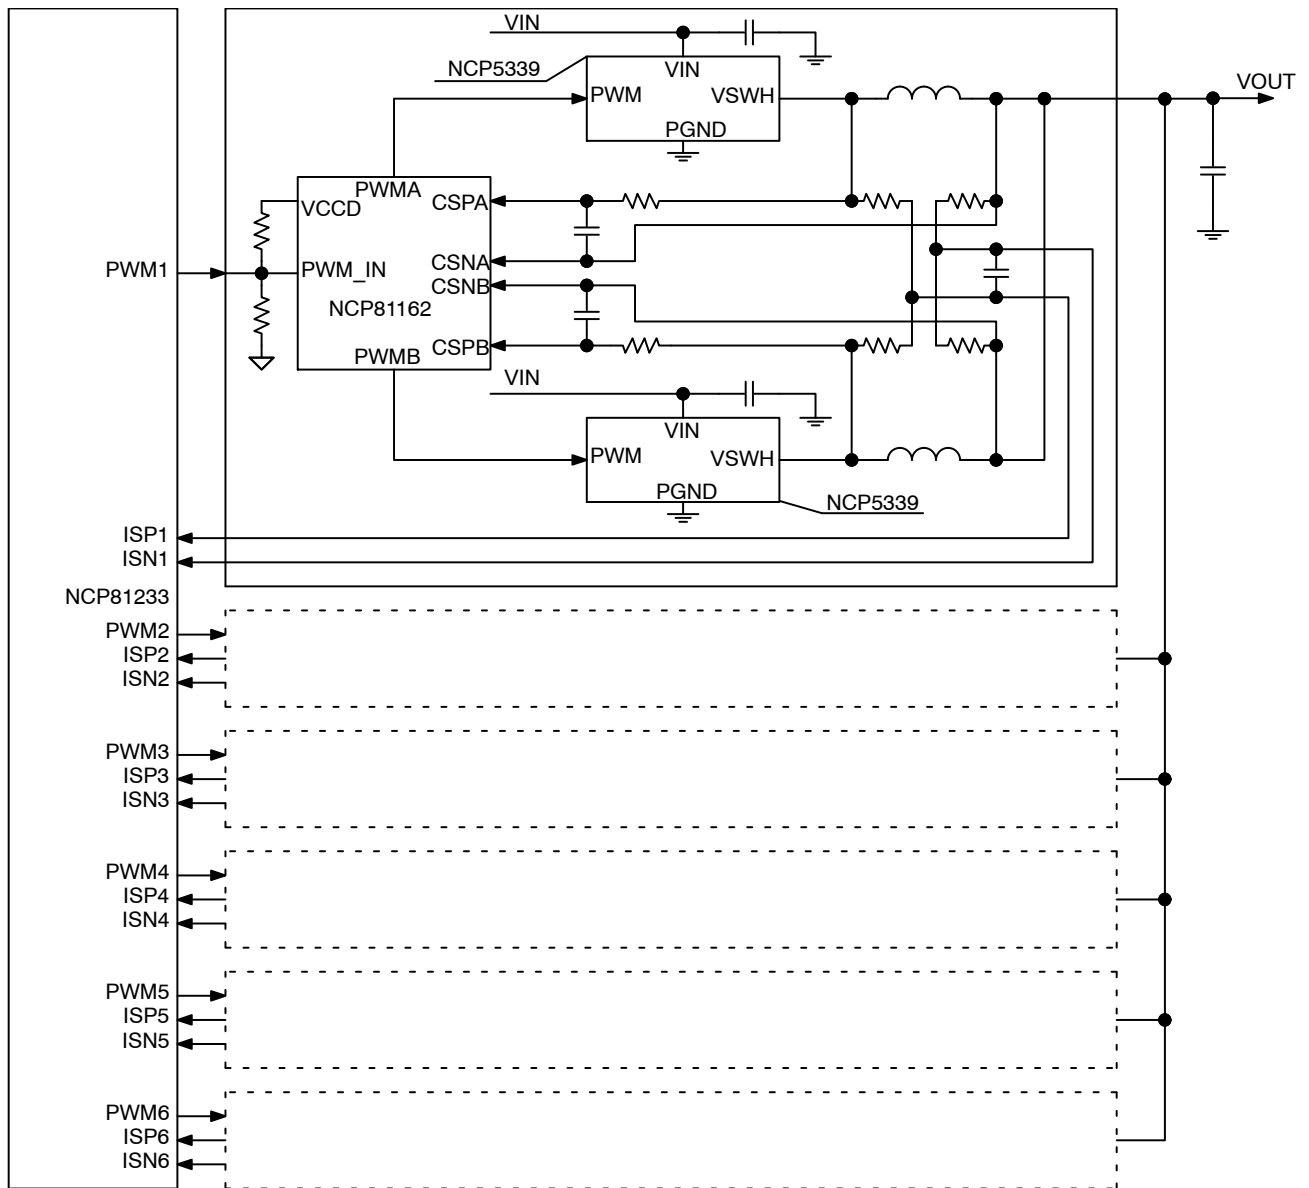 VIN
NCP5339
VIN
PWM
VSWH
PGND
VOUT
PWMA
VCCD
CSPA
CSNA
PWM1
PWM_IN
CSNB
NCP81162
CSPB
PWMB
VIN
VIN
PWM
VSWH
PGND
NCP5339
ISP1
ISN1
NCP81233
PWM2
ISP2
ISN2
PWM3
ISP3
ISN3
PWM4
ISP4
ISN4
PWM5
ISP5
ISN5
PWM6
ISP6
ISN6